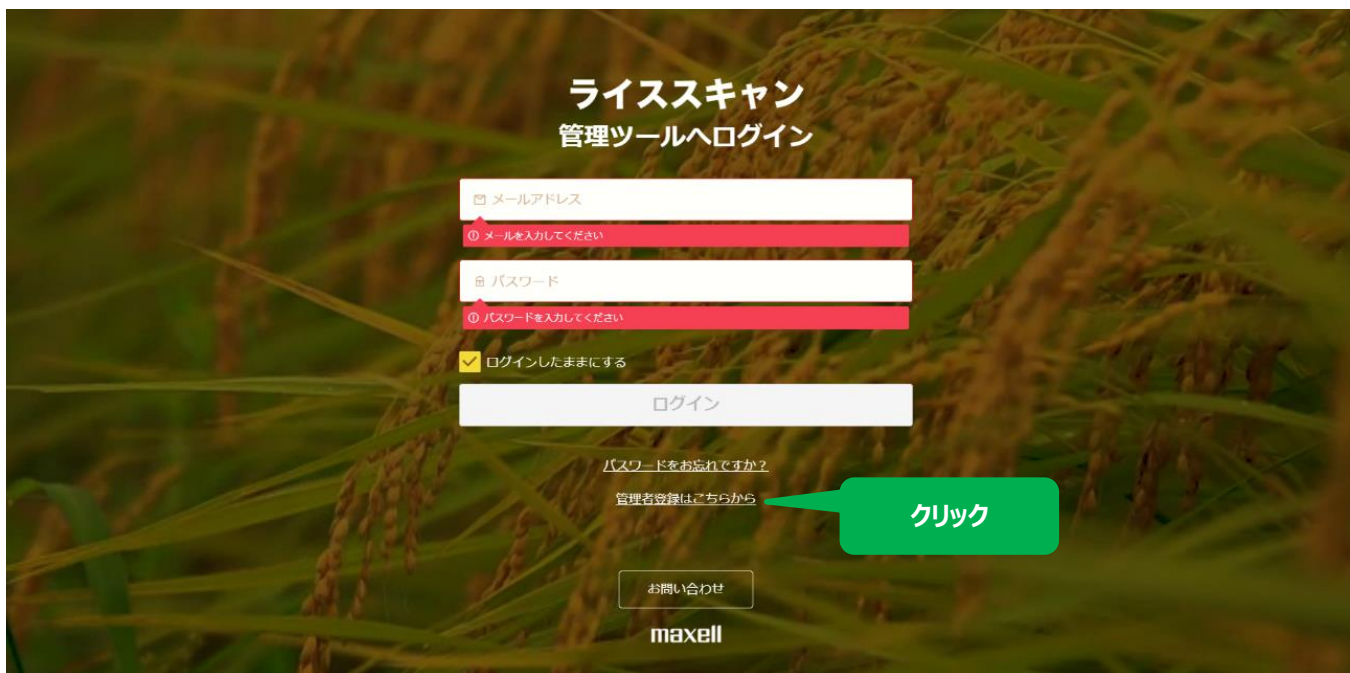 ライススキャン
管理ツールへログイン
メールアドレス
メールを入力してください
パスワード
パスワードを入力してください
ログインしたままにする
ログイン
パスワードをお忘れですか？
管理者登録はこちらから
クリック
お問い合わせ
maxell